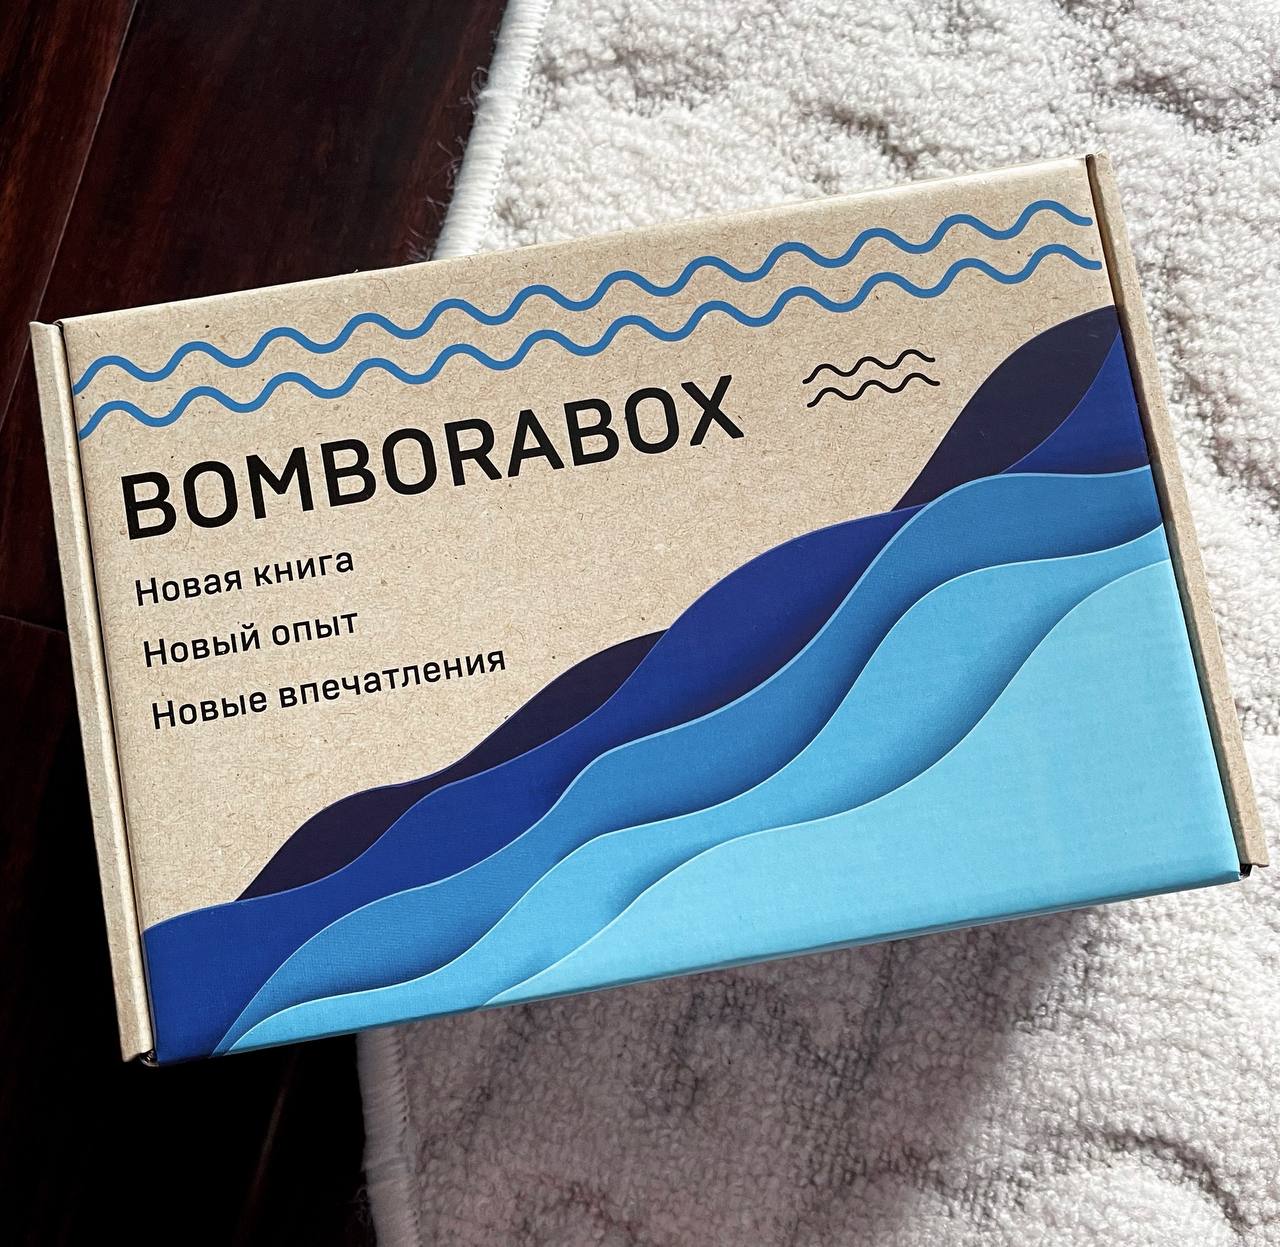 BOMBORABOX
Новая книга
Новый опыт
Новые впечатления